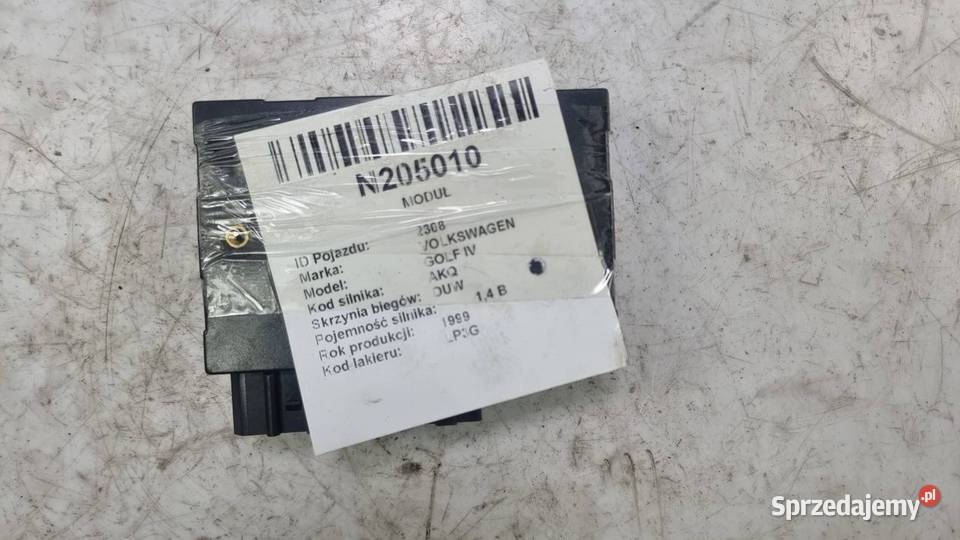 N205010
MODUŁ
ID Pojazdu: 2308
Marka: VOLKSWAGEN
Model: GOLF IV
Kod silnika: AKQ
Skrzynia biegów: DUW
Pojemność silnika: 1,4 B
Rok produkcji: 1999
Kod lakieru: LP3G
Sprzedajemy.pl